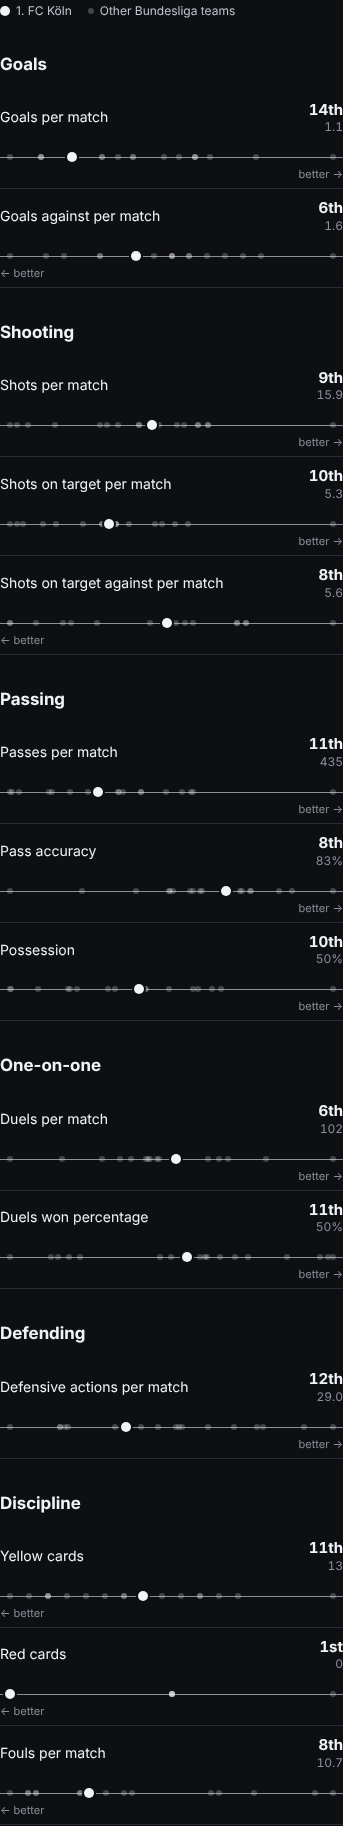 1. FC Köln Other Bundesliga teams
Goals
Goals per match 14th
1.1
better →
Goals against per match 6th
1.6
← better
Shooting
Shots per match 9th
15.9
better →
Shots on target per match 10th
5.3
better →
Shots on target against per match 8th
5.6
← better
Passing
Passes per match 11th
435
better →
Pass accuracy 8th
83%
better →
Possession 10th
50%
better →
One-on-one
Duels per match 6th
102
better →
Duels won percentage 11th
50%
better →
Defending
Defensive actions per match 12th
29.0
better →
Discipline
Yellow cards 11th
13
← better
Red cards 1st
0
← better
Fouls per match 8th
10.7
← better